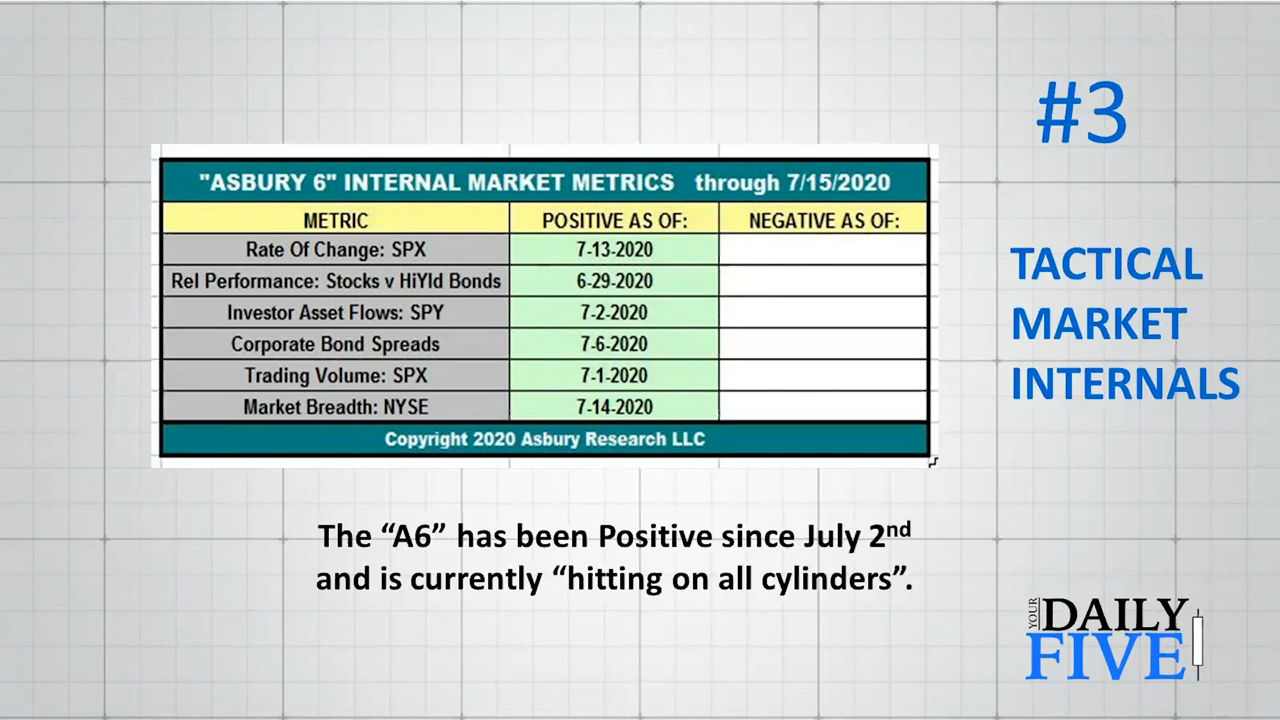 #3
"ASBURY 6" INTERNAL MARKET METRICS through 7/15/2020
METRIC POSITIVE AS OF: NEGATIVE AS OF:
Rate Of Change: SPX 7-13-2020
Rel Performance: Stocks v HiYld Bonds 6-29-2020
Investor Asset Flows: SPY 7-2-2020
Corporate Bond Spreads 7-6-2020
Trading Volume: SPX 7-1-2020
Market Breadth: NYSE 7-14-2020
Copyright 2020 Asbury Research LLC
TACTICAL
MARKET
INTERNALS
The “A6” has been Positive since July 2nd
and is currently “hitting on all cylinders”.
YOUR
DAILY
FIVE